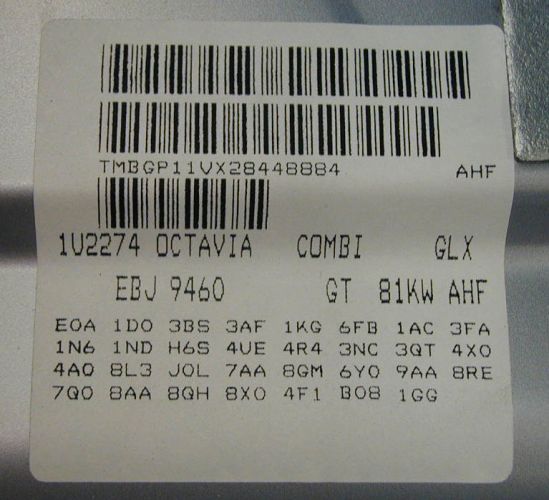 TMBGP11VX28448884 AHF
1U2274 OCTAVIA COMBI GLX
EBJ 9460 GT 81KW AHF
E0A 1D0 3BS 3AF 1KG 6FB 1AC 3FA
1N6 1ND H6S 4UE 4R4 3NC 3QT 4X0
4A0 8L3 J0L 7AA 8GM 6Y0 9AA 8RE
7Q0 8AA 8QH 8X0 4F1 B08 1GG